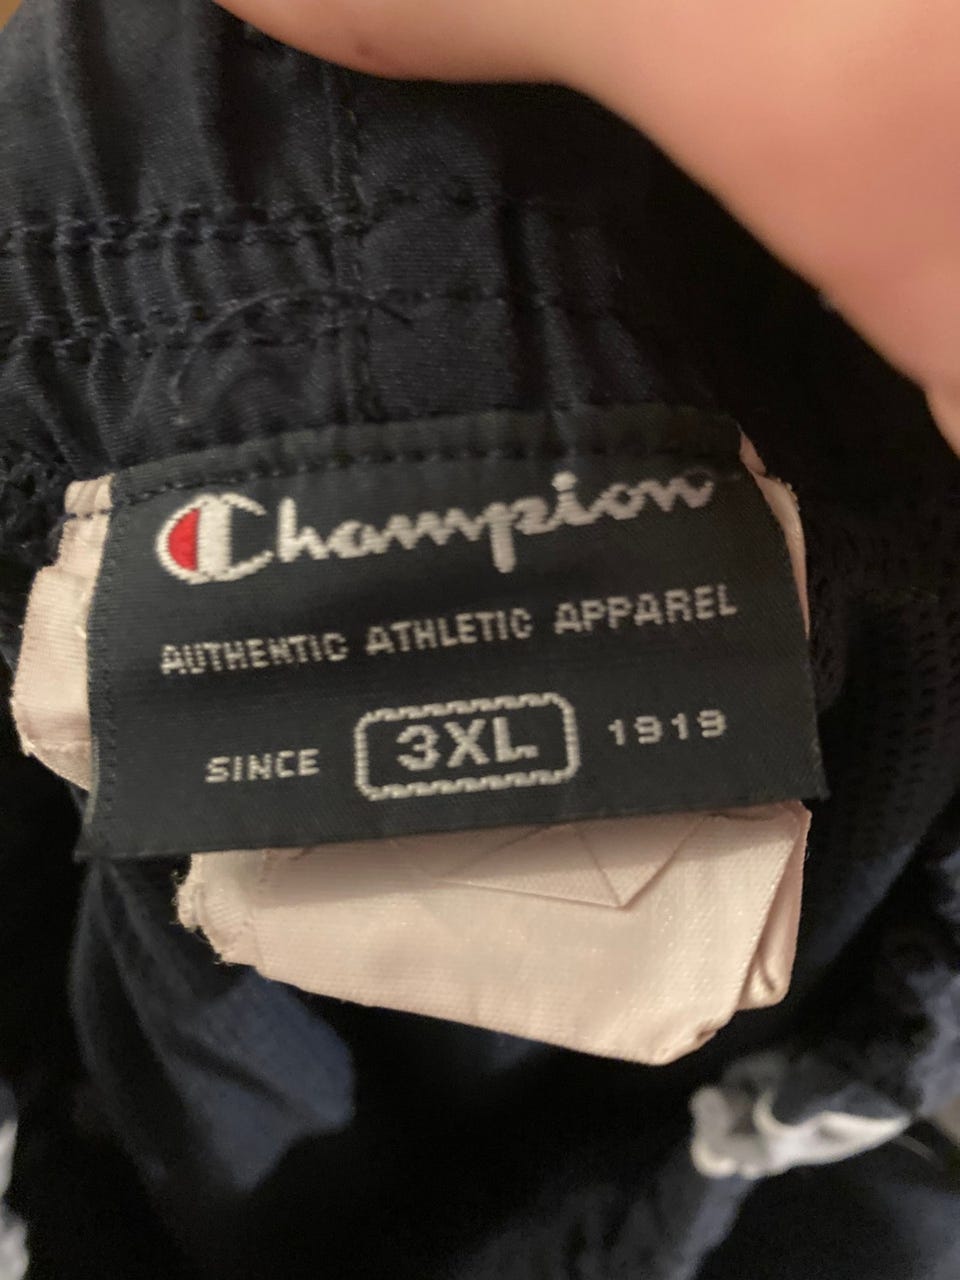 Champion
AUTHENTIC ATHLETIC APPAREL
SINCE 3XL 1919